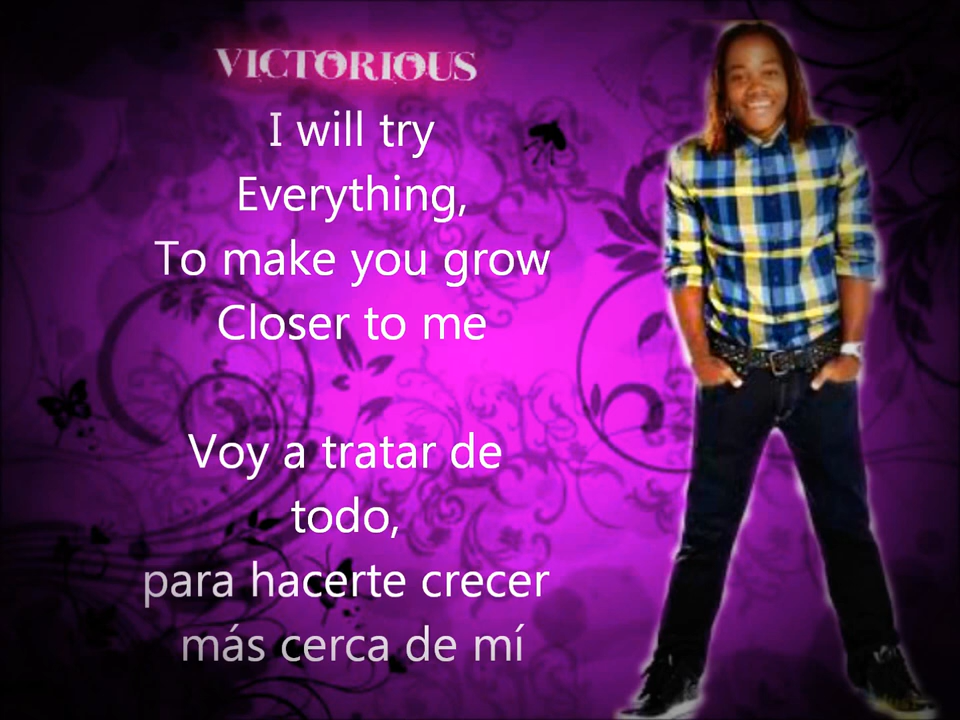 VICTORIOUS
I will try
Everything,
To make you grow
Closer to me
Voy a tratar de
todo,
para hacerte crecer
más cerca de mí